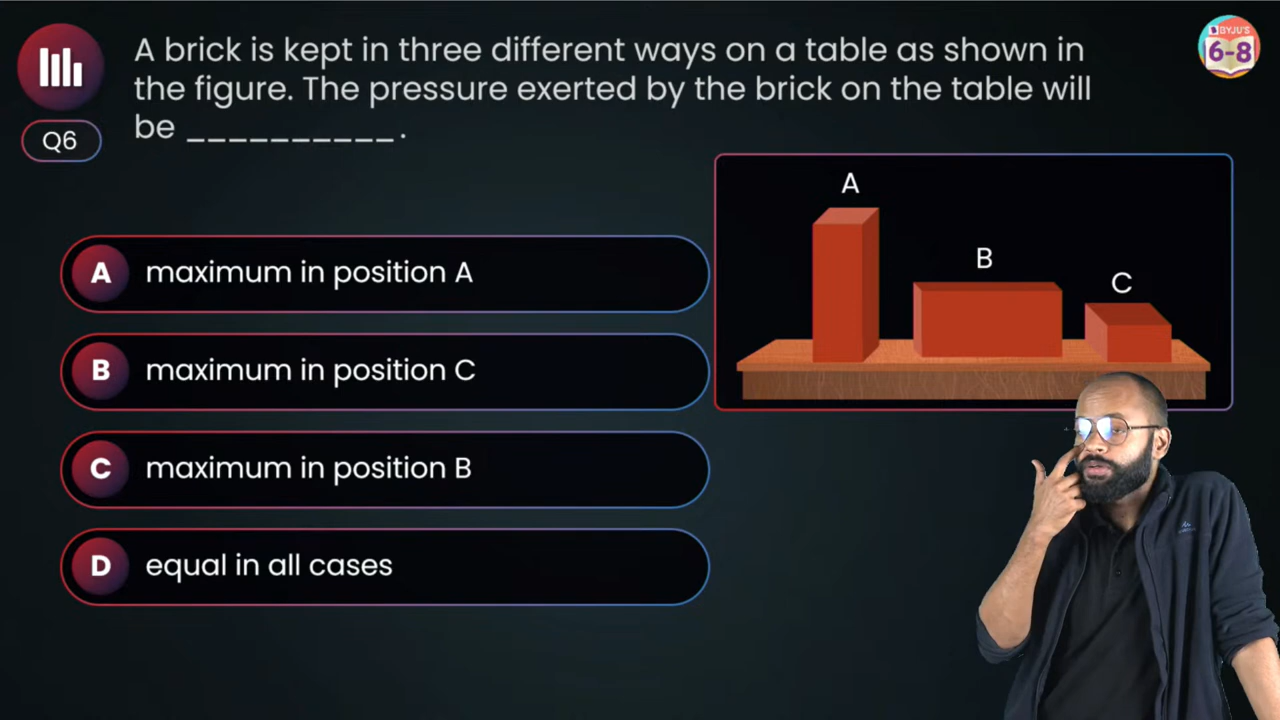 A brick is kept in three different ways on a table as shown in
the figure. The pressure exerted by the brick on the table will
be __________.
Q6
BYJU'S
6-8
A
B
C
A maximum in position A
B maximum in position C
C maximum in position B
D equal in all cases